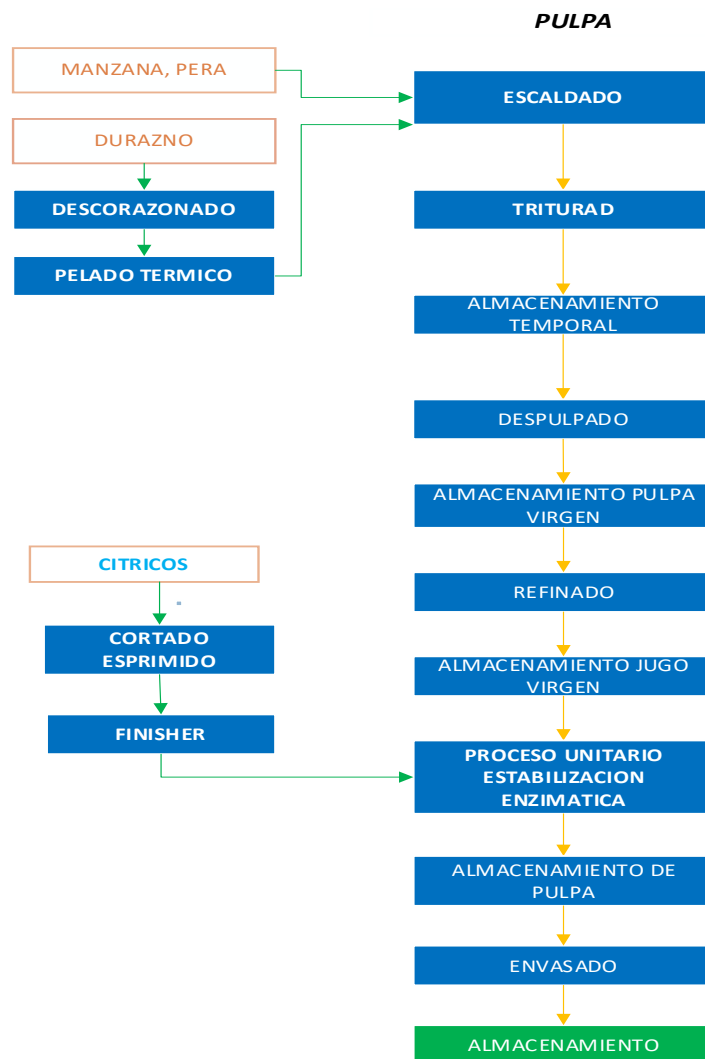 PULPA
MANZANA, PERA
ESCALDADO
DURAZNO
DESCORAZONADO
TRITURAD
PELADO TERMICO
ALMACENAMIENTO
TEMPORAL
DESPULPADO
ALMACENAMIENTO PULPA
VIRGEN
CITRICOS
REFINADO
CORTADO
ESPRIMIDO
ALMACENAMIENTO JUGO
VIRGEN
FINISHER
PROCESO UNITARIO
ESTABILIZACION
ENZIMATICA
ALMACENAMIENTO DE
PULPA
ENVASADO
ALMACENAMIENTO